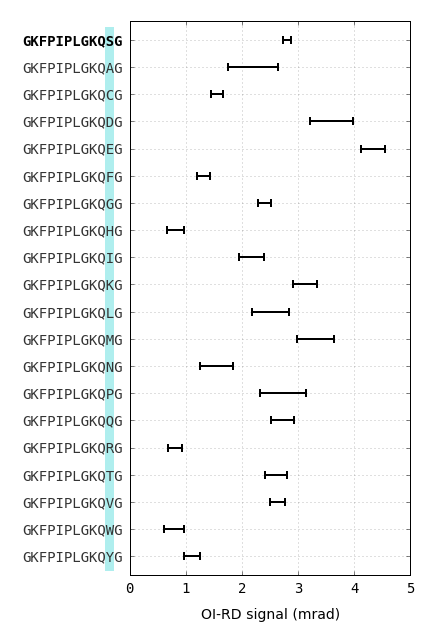 GKFPIPLGKQSG
GKFPIPLGKQAG
GKFPIPLGKQCG
GKFPIPLGKQDG
GKFPIPLGKQEG
GKFPIPLGKQFG
GKFPIPLGKQGG
GKFPIPLGKQHG
GKFPIPLGKQIG
GKFPIPLGKQKG
GKFPIPLGKQLG
GKFPIPLGKQMG
GKFPIPLGKQNG
GKFPIPLGKQPG
GKFPIPLGKQQG
GKFPIPLGKQRG
GKFPIPLGKQTG
GKFPIPLGKQVG
GKFPIPLGKQWG
GKFPIPLGKQYG
0 1 2 3 4 5
OI-RD signal (mrad)